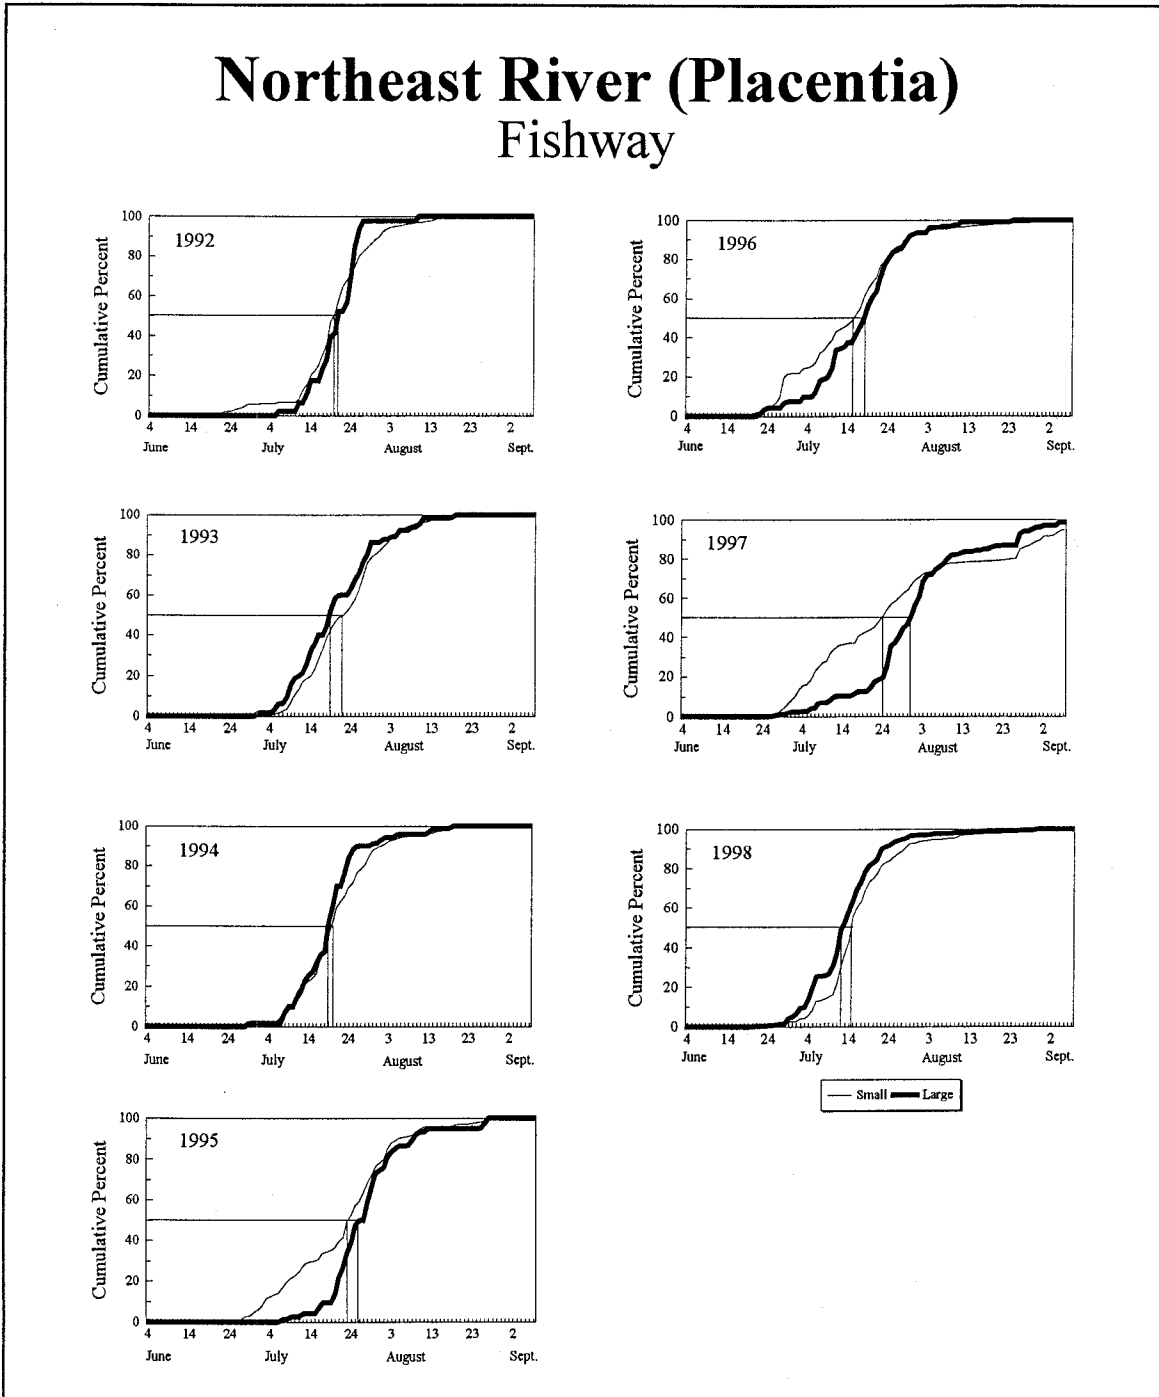 Northeast River (Placentia)
Fishway
1992
Cumulative Percent
100
80
60
40
20
0
4 14 24 4 14 24 3 13 23 2
June July August Sept.
1996
Cumulative Percent
100
80
60
40
20
0
4 14 24 4 14 24 3 13 23 2
June July August Sept.
1993
Cumulative Percent
100
80
60
40
20
0
4 14 24 4 14 24 3 13 23 2
June July August Sept.
1997
Cumulative Percent
100
80
60
40
20
0
4 14 24 4 14 24 3 13 23 2
June July August Sept.
1994
Cumulative Percent
100
80
60
40
20
0
4 14 24 4 14 24 3 13 23 2
June July August Sept.
1998
Cumulative Percent
100
80
60
40
20
0
4 14 24 4 14 24 3 13 23 2
June July August Sept.
Small Large
1995
Cumulative Percent
100
80
60
40
20
0
4 14 24 4 14 24 3 13 23 2
June July August Sept.